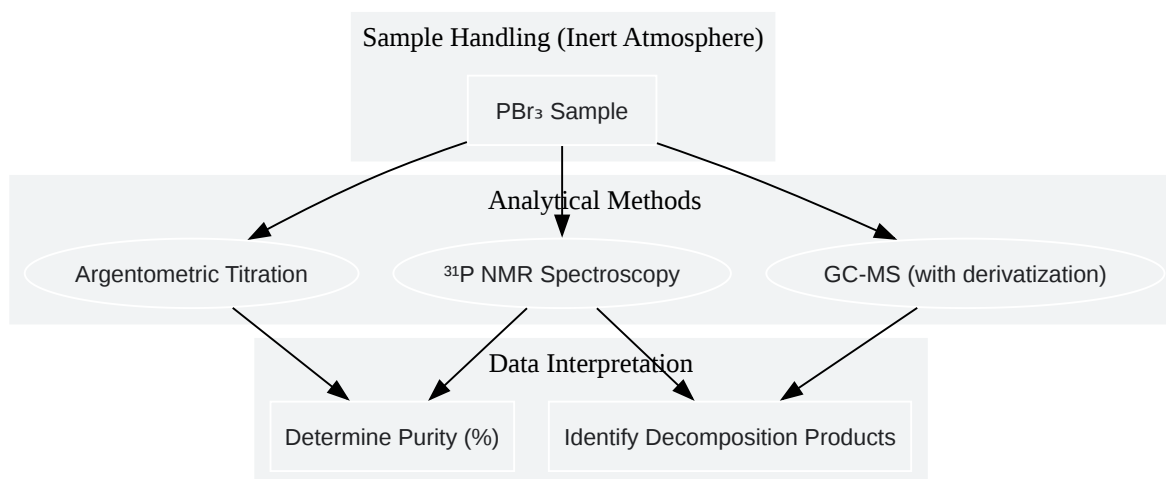 Sample Handling (Inert Atmosphere)
PBr₃ Sample
Analytical Methods
Argentometric Titration
³¹P NMR Spectroscopy
GC-MS (with derivatization)
Data Interpretation
Determine Purity (%)
Identify Decomposition Products